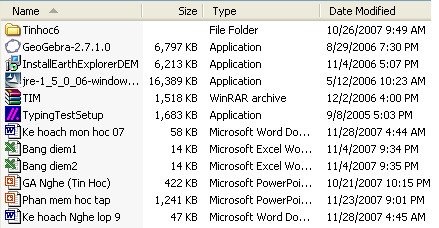 Name Size Type Date Modified
Tinhoc6 File Folder 10/26/2007 9:49 AM
GeoGebra-2.7.1.0 6,797 KB Application 8/29/2006 7:30 PM
InstallEarthExplorerDEM 6,213 KB Application 11/4/2006 5:07 PM
jre-1_5_0_06-window... 16,389 KB Application 5/12/2006 10:23 AM
TIM 1,518 KB WinRAR archive 12/2/2006 4:00 PM
TypingTestSetup 1,683 KB Application 9/8/2005 5:03 PM
Ke hoach mon hoc 07 58 KB Microsoft Word Do... 11/28/2007 4:44 AM
Bang diem1 14 KB Microsoft Excel Wo... 11/4/2007 9:34 PM
Bang diem2 14 KB Microsoft Excel Wo... 11/4/2007 9:35 PM
GA Nghe (Tin Hoc) 422 KB Microsoft PowerPoi... 10/21/2007 10:15 PM
Phan mem hoc tap 1,241 KB Microsoft PowerPoi... 11/23/2007 9:01 PM
Ke hoach Nghe lop 9 47 KB Microsoft Word Do... 11/28/2007 4:45 AM